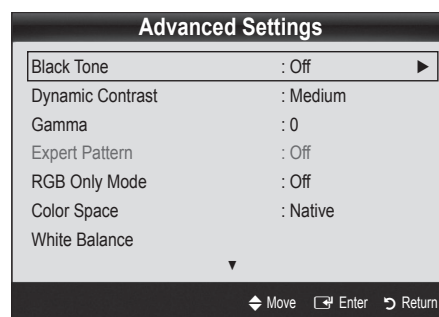 Advanced Settings
Black Tone : Off ▶
Dynamic Contrast : Medium
Gamma : 0
Expert Pattern : Off
RGB Only Mode : Off
Color Space : Native
White Balance
▼
Move Enter Return